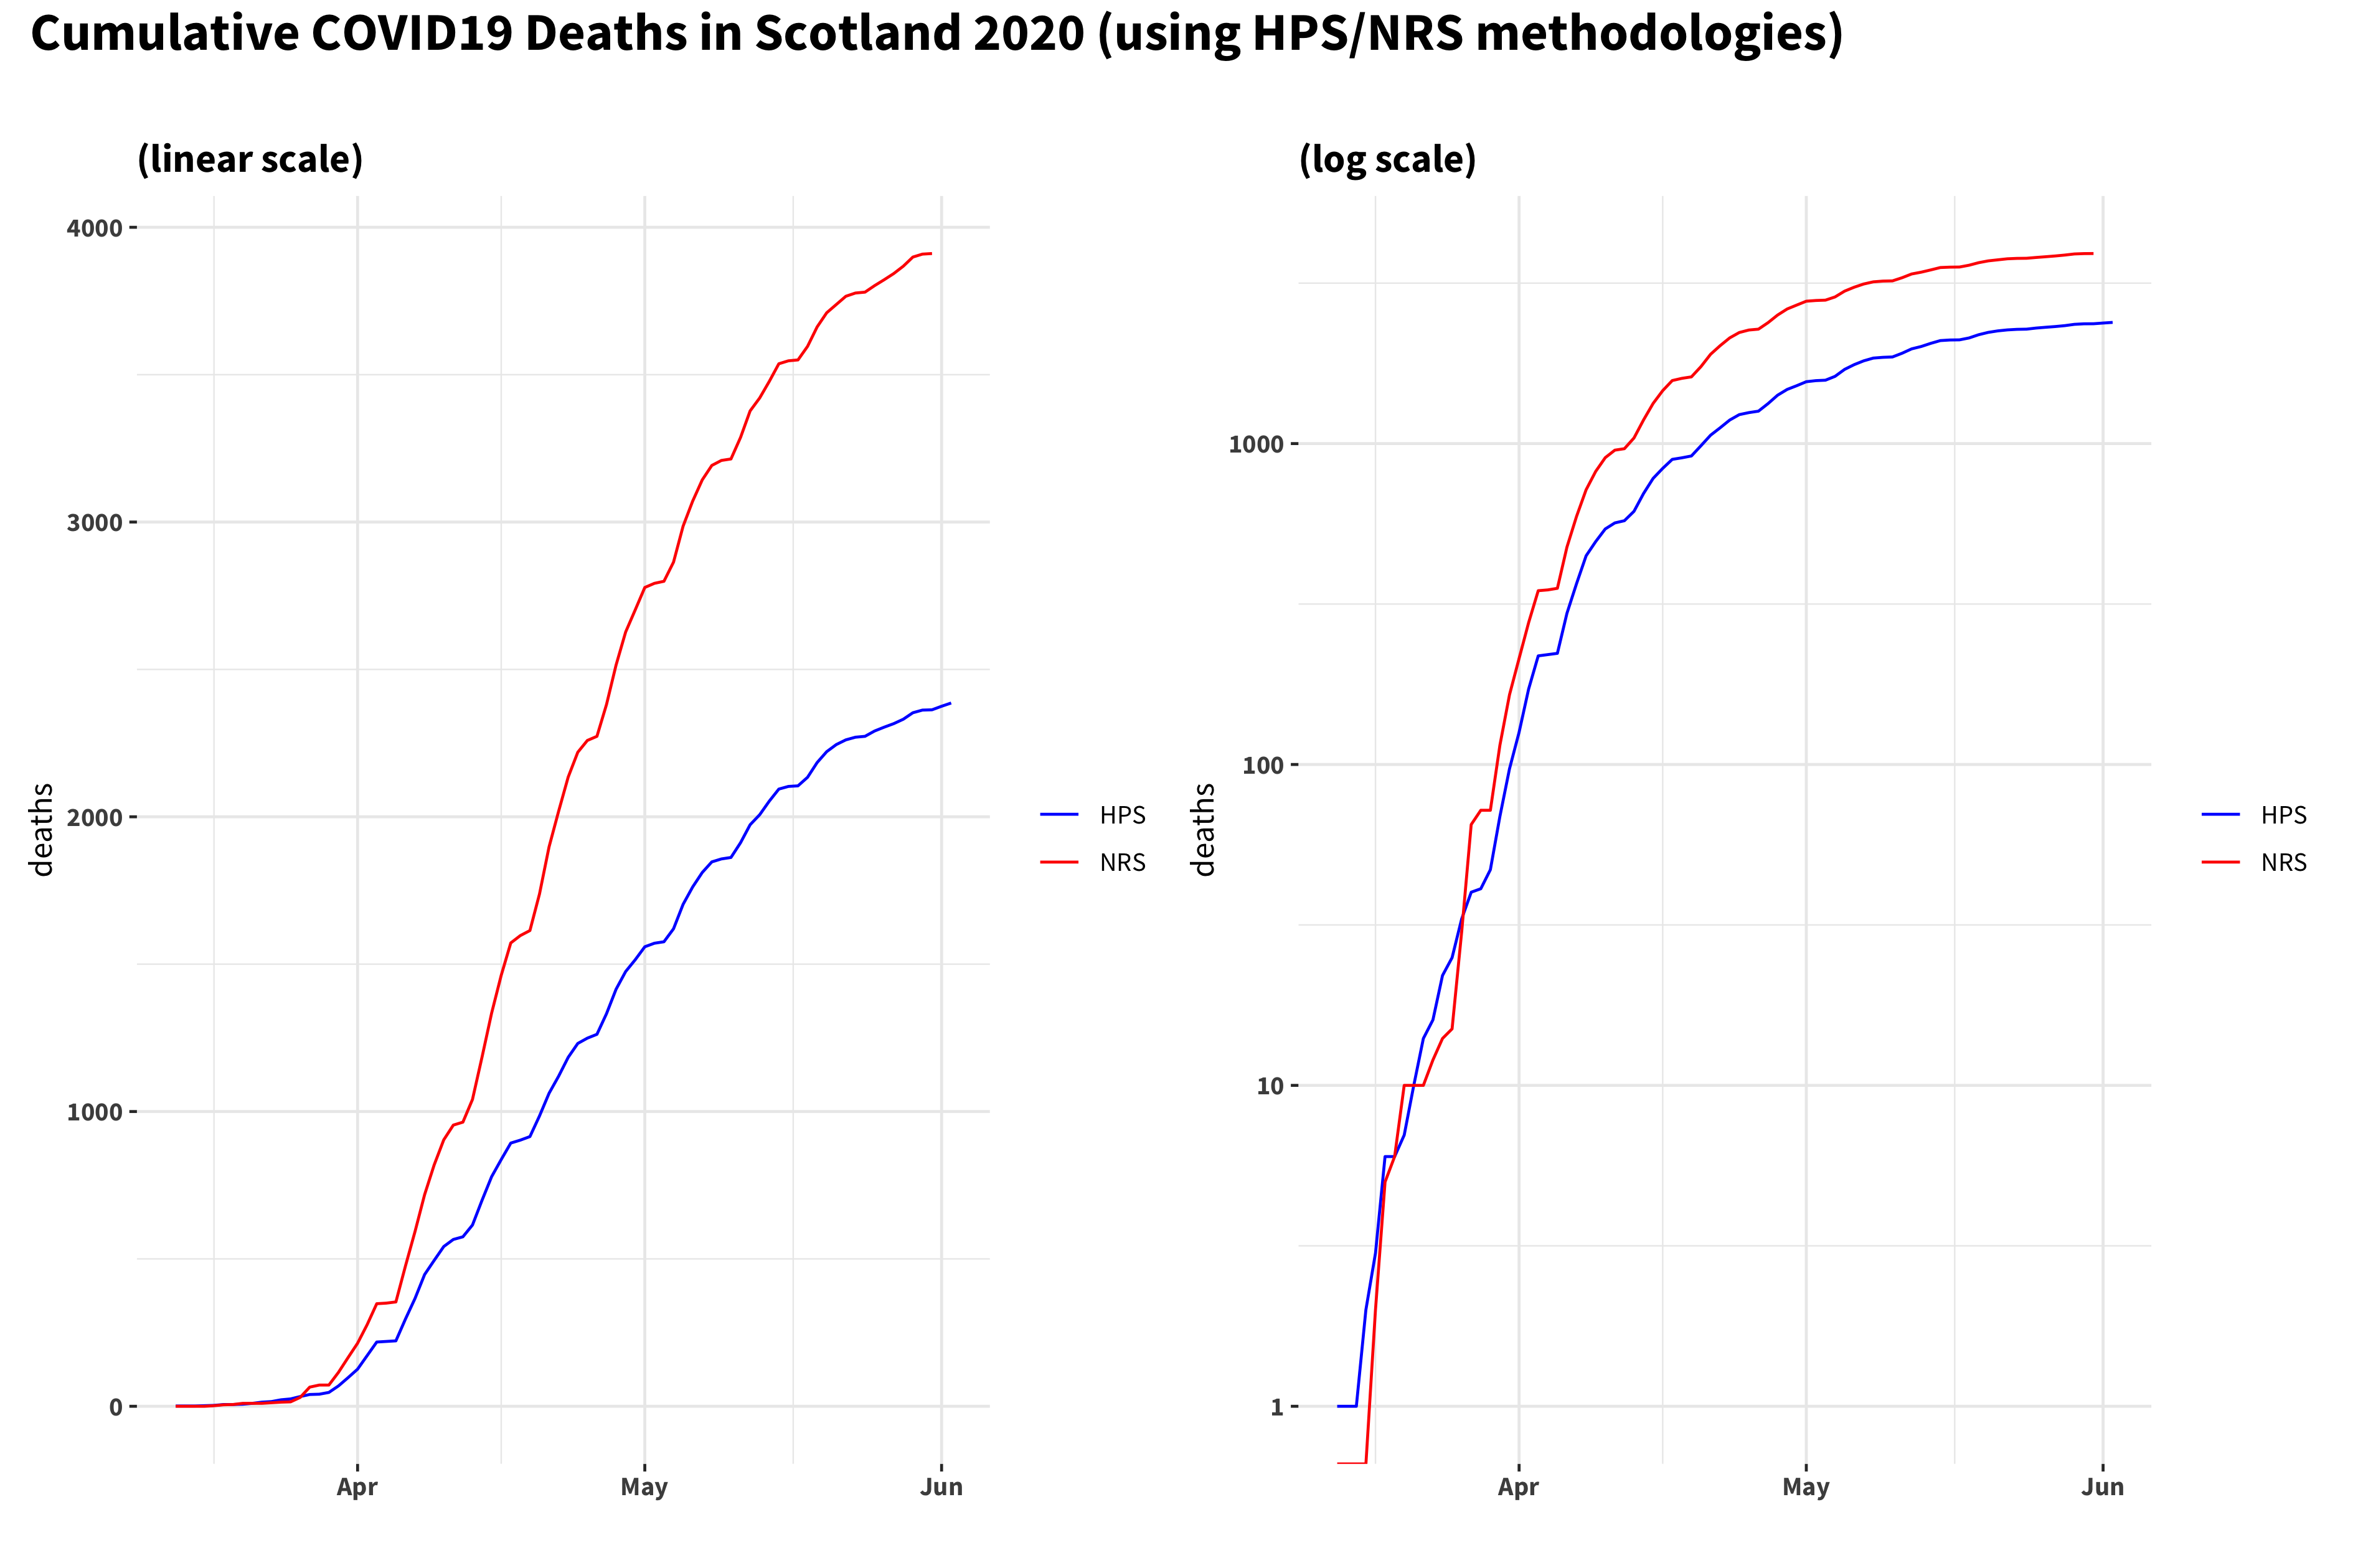 Cumulative COVID19 Deaths in Scotland 2020 (using HPS/NRS methodologies)
(linear scale)
4000
3000
2000
1000
0
deaths
Apr
May
Jun
HPS
NRS
(log scale)
1000
100
10
1
deaths
Apr
May
Jun
HPS
NRS